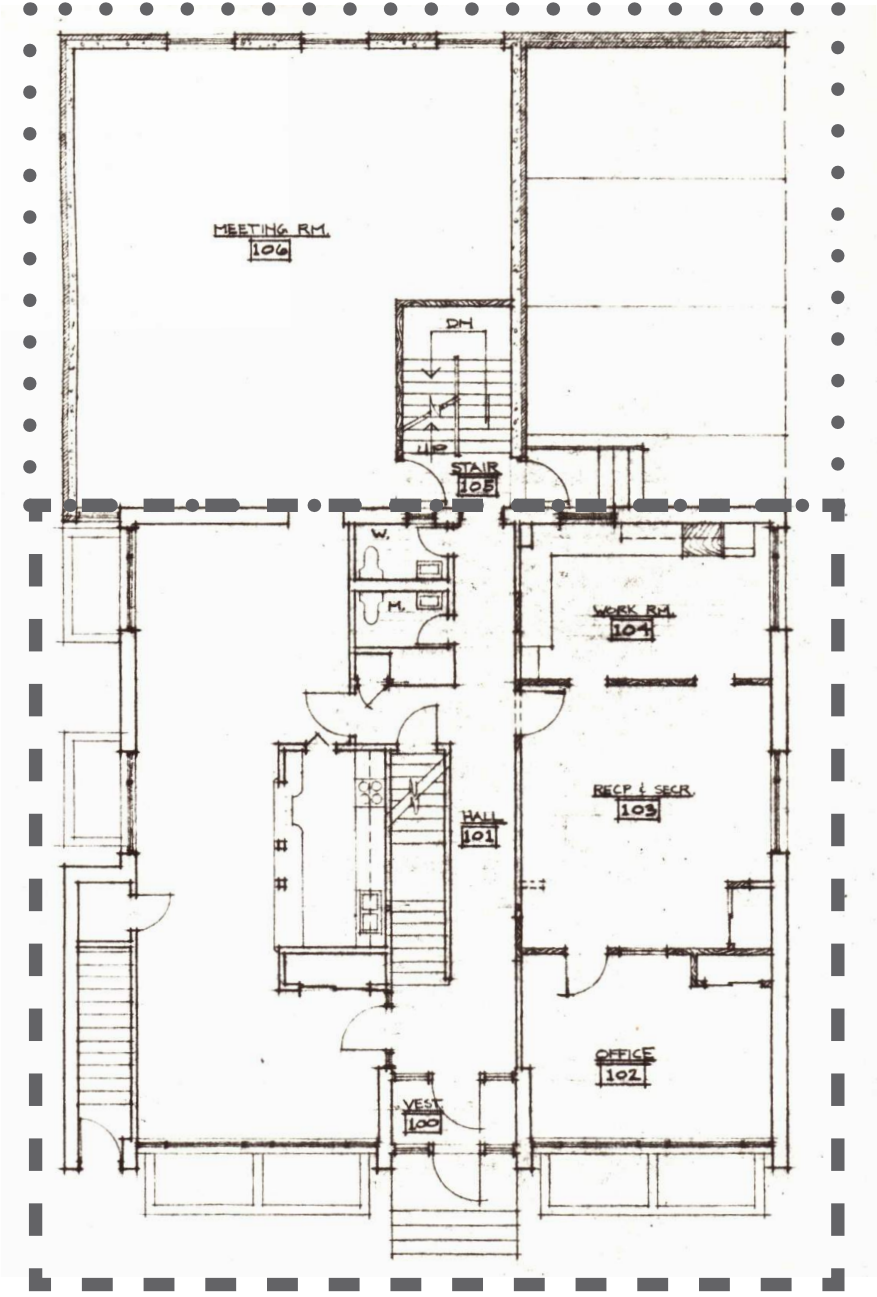 MEETING RM.
106
DN
UP
STAIR
105
W.
M.
WORK RM.
104
RECP & SECR.
103
HALL
101
OFFICE
102
VEST.
100